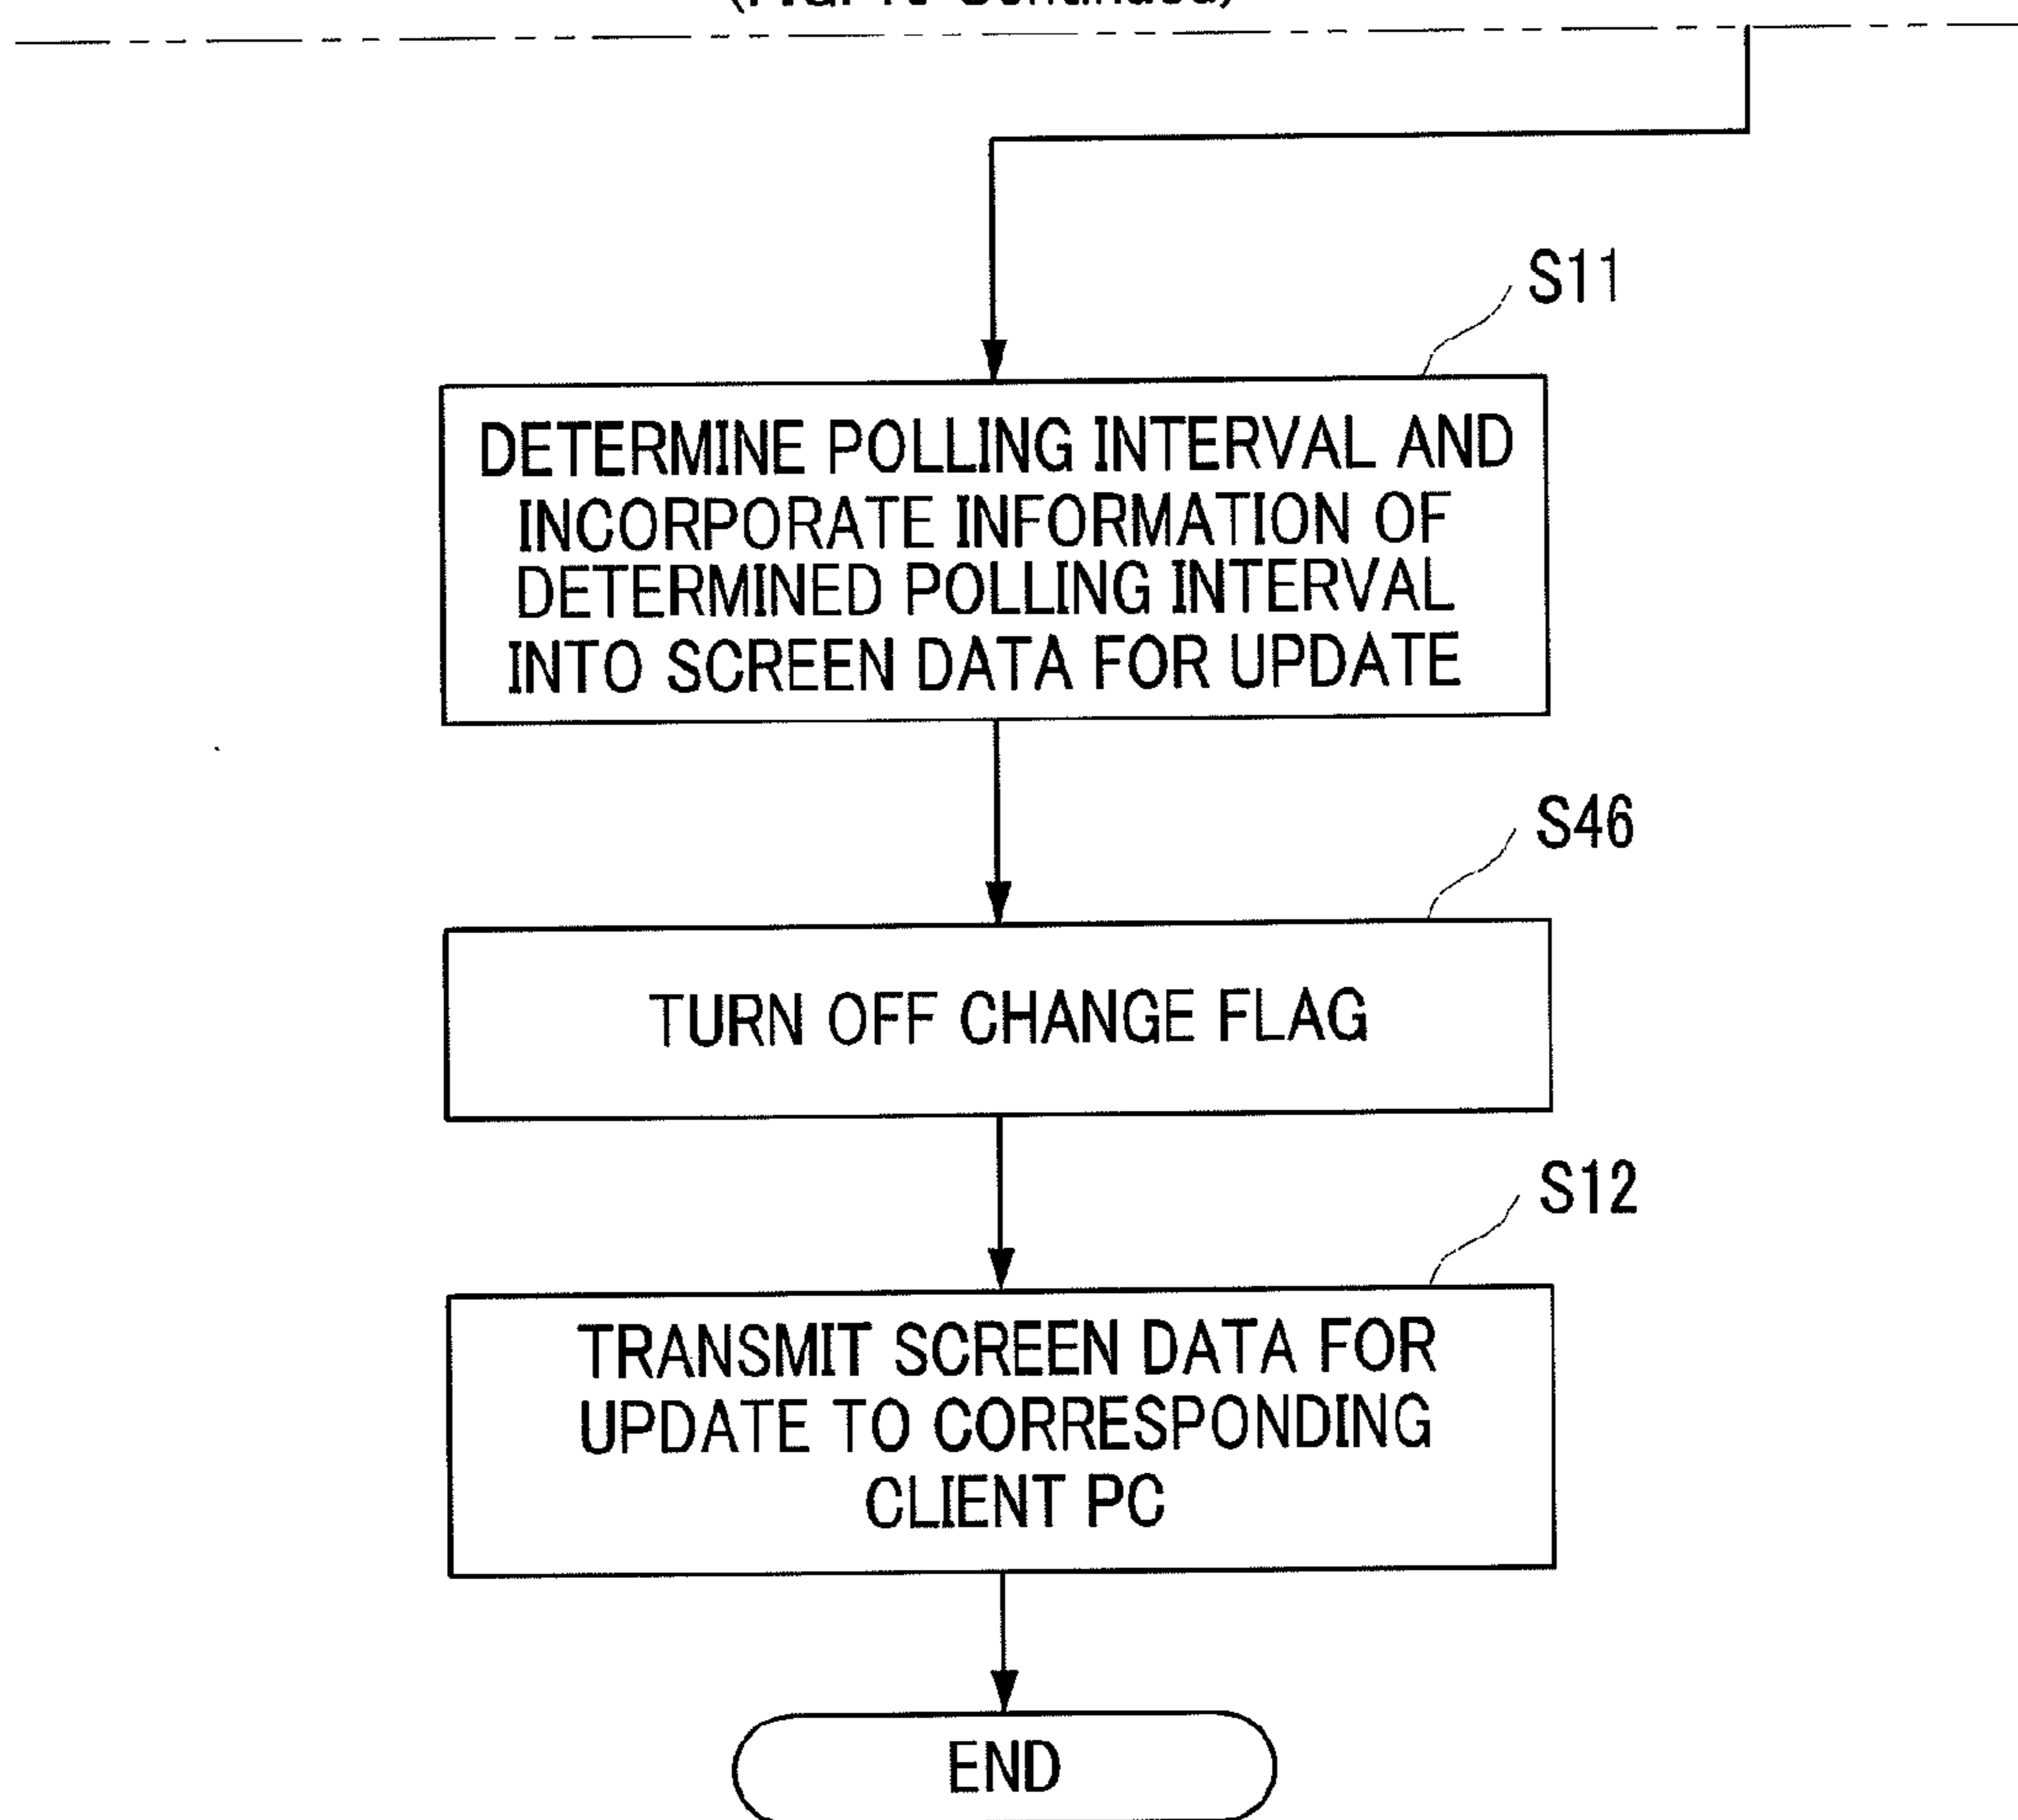 Continued)
S11
DETERMINE POLLING INTERVAL AND
INCORPORATE INFORMATION OF
DETERMINED POLLING INTERVAL
INTO SCREEN DATA FOR UPDATE
S46
TURN OFF CHANGE FLAG
S12
TRANSMIT SCREEN DATA FOR
UPDATE TO CORRESPONDING
CLIENT PC
END